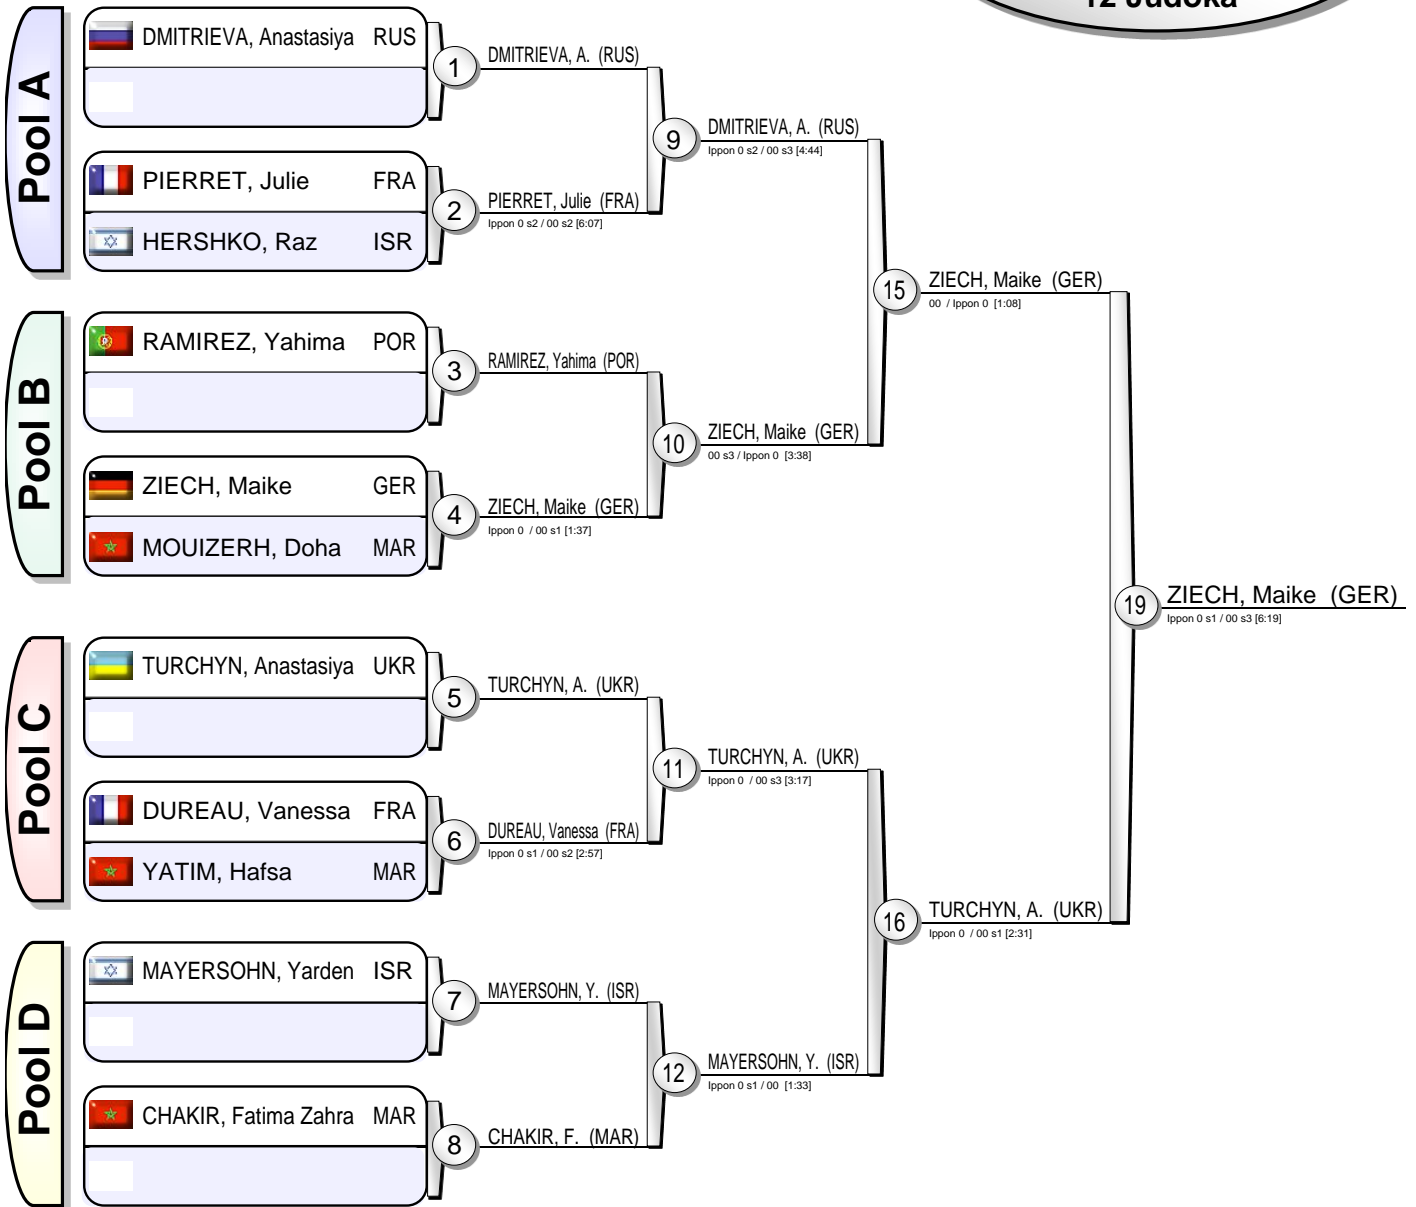 12 Judoka
Pool A
DMITRIEVA, Anastasiya RUS
1
DMITRIEVA, A. (RUS)
PIERRET, Julie FRA
HERSHKO, Raz ISR
2
PIERRET, Julie (FRA)
Ippon 0 s2 / 00 s2 [6:07]
9
DMITRIEVA, A. (RUS)
Ippon 0 s2 / 00 s3 [4:44]
Pool B
RAMIREZ, Yahima POR
3
RAMIREZ, Yahima (POR)
ZIECH, Maike GER
MOUIZERH, Doha MAR
4
ZIECH, Maike (GER)
Ippon 0 / 00 s1 [1:37]
10
ZIECH, Maike (GER)
00 s3 / Ippon 0 [3:38]
15
ZIECH, Maike (GER)
00 / Ippon 0 [1:08]
Pool C
TURCHYN, Anastasiya UKR
5
TURCHYN, A. (UKR)
DUREAU, Vanessa FRA
YATIM, Hafsa MAR
6
DUREAU, Vanessa (FRA)
Ippon 0 s1 / 00 s2 [2:57]
11
TURCHYN, A. (UKR)
Ippon 0 / 00 s3 [3:17]
Pool D
MAYERSOHN, Yarden ISR
7
MAYERSOHN, Y. (ISR)
CHAKIR, Fatima Zahra MAR
8
CHAKIR, F. (MAR)
12
MAYERSOHN, Y. (ISR)
Ippon 0 s1 / 00 [1:33]
16
TURCHYN, A. (UKR)
Ippon 0 / 00 s1 [2:31]
19
ZIECH, Maike (GER)
Ippon 0 s1 / 00 s3 [6:19]